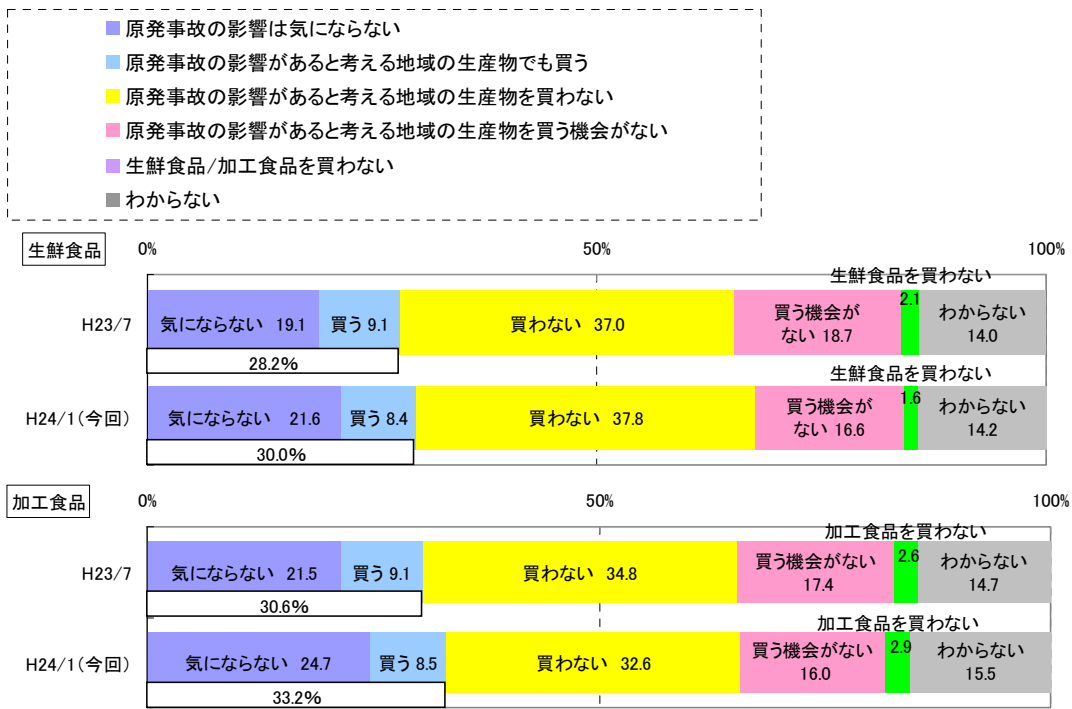 原発事故の影響は気にならない
原発事故の影響があると考える地域の生産物でも買う
原発事故の影響があると考える地域の生産物を買わない
原発事故の影響があると考える地域の生産物を買う機会がない
生鮮食品/加工食品を買わない
わからない
生鮮食品
0%
50%
100%
生鮮食品を買わない
H23/7
気にならない 19.1
買う 9.1
買わない 37.0
買う機会が
ない 18.7
2.1
わからない
14.0
28.2%
生鮮食品を買わない
H24/1(今回)
気にならない 21.6
買う 8.4
買わない 37.8
買う機会が
ない 16.6
1.6
わからない
14.2
30.0%
加工食品
0%
50%
100%
加工食品を買わない
H23/7
気にならない 21.5
買う 9.1
買わない 34.8
買う機会がない
17.4
2.6
わからない
14.7
30.6%
加工食品を買わない
H24/1(今回)
気にならない 24.7
買う 8.5
買わない 32.6
買う機会がない
16.0
2.9
わからない
15.5
33.2%